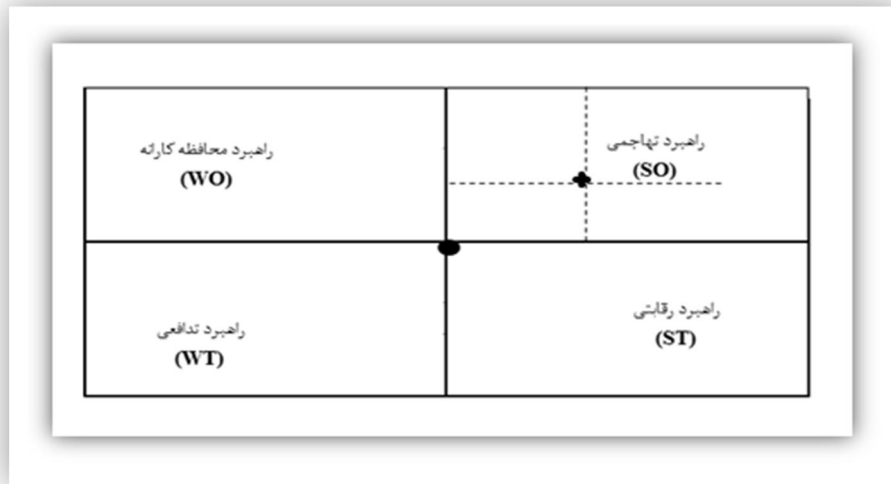 راهبرد تهاجمی
(SO)
راهبرد محافظه کارانه
(WO)
راهبرد رقابتی
(ST)
راهبرد تدافعی
(WT)